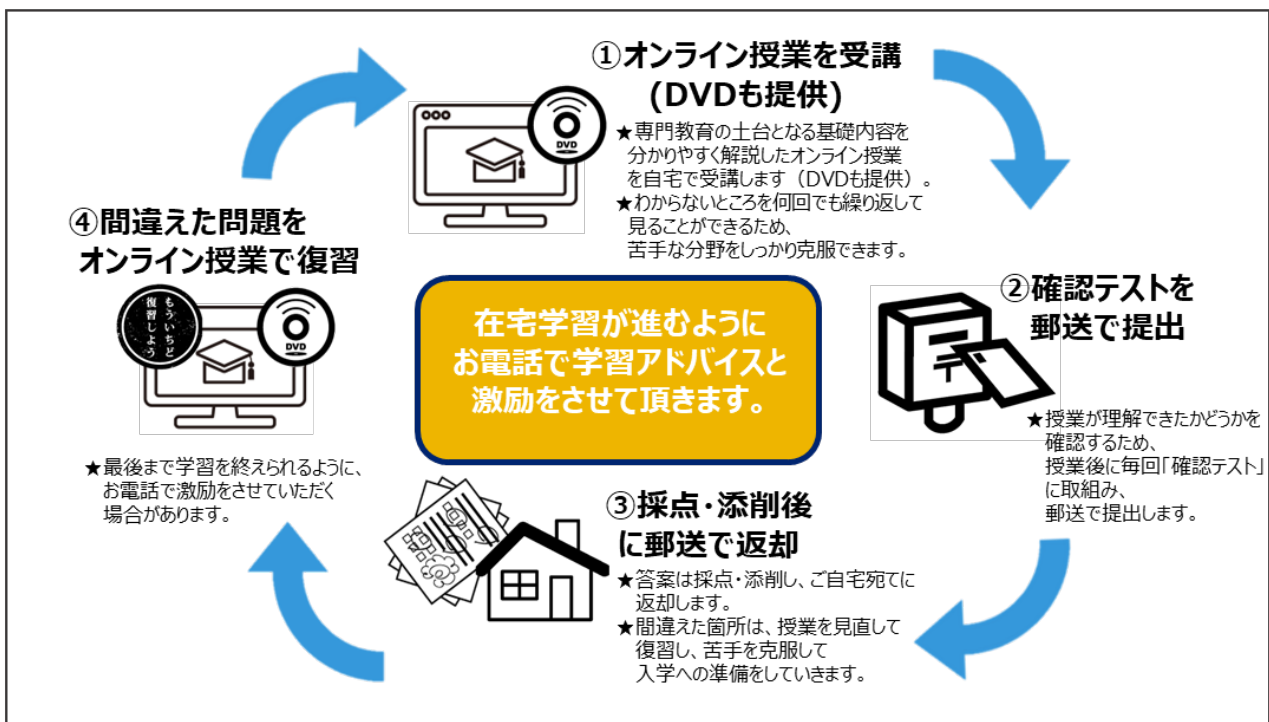 ①オンライン授業を受講
(DVDも提供)
★専門教育の土台となる基礎内容を
分かりやすく解説したオンライン授業
を自宅で受講します（DVDも提供）。
★わからないところを何回でも繰り返して
見ることができるため、
苦手な分野をしっかり克服できます。
DVD
②確認テストを
郵送で提出
★授業が理解できたかどうかを
確認するため、
授業後に毎回「確認テスト」
に取組み、
郵送で提出します。
③採点・添削後
に郵送で返却
★答案は採点・添削し、ご自宅宛てに
返却します。
★間違えた箇所は、授業を見直して
復習し、苦手を克服して
入学への準備をしていきます。
④間違えた問題を
オンライン授業で復習
もういちど
復習しよう
DVD
★最後まで学習を終えられるように、
お電話で激励をさせていただく
場合があります。
在宅学習が進むように
お電話で学習アドバイスと
激励をさせて頂きます。